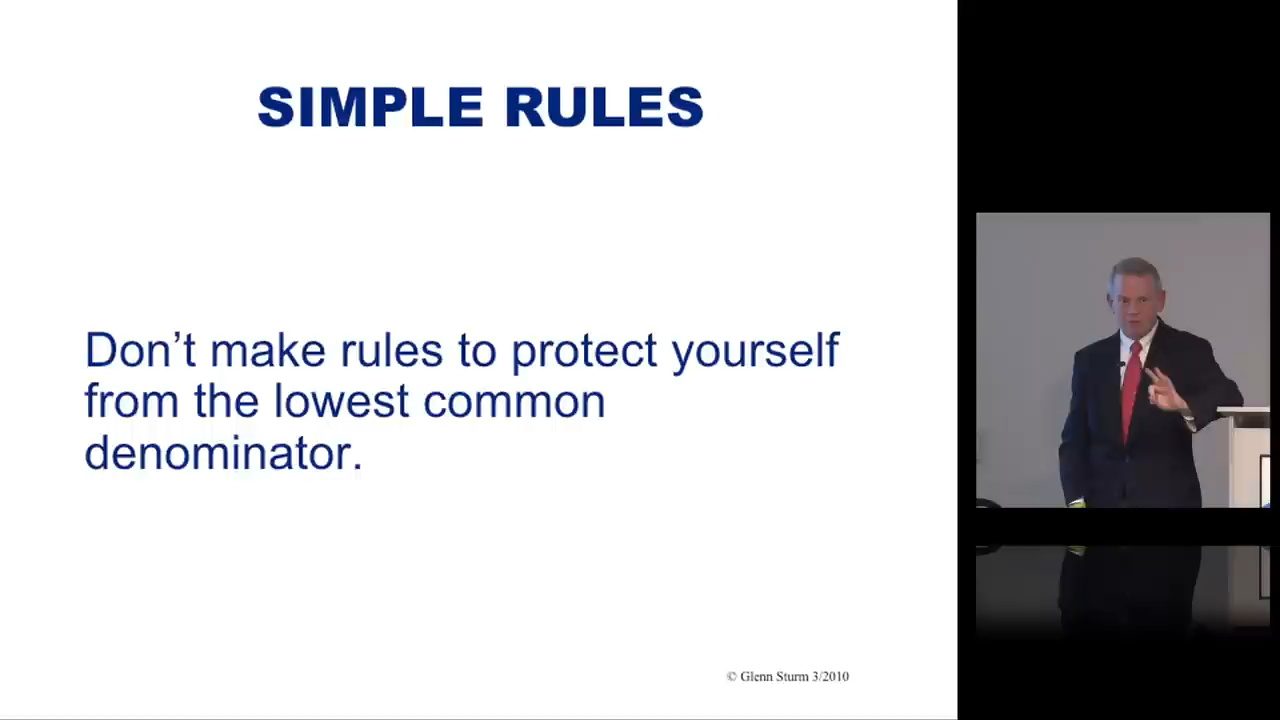 SIMPLE RULES
Don’t make rules to protect yourself
from the lowest common
denominator.
© Glenn Sturm 3/2010